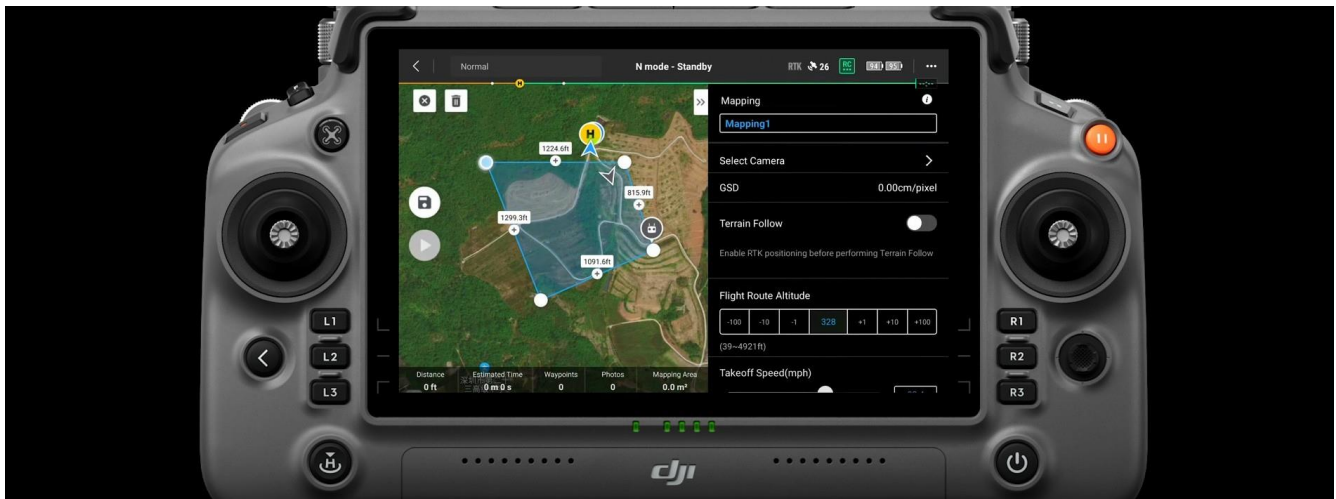 Normal
N mode - Standby
RTK
26
RC
94 95
H
--:--
Mapping
Mapping1
H
1224.6ft
Select Camera
GSD
0.00cm/pixel
815.9ft
1299.3ft
Terrain Follow
Enable RTK positioning before performing Terrain Follow
1091.6ft
Flight Route Altitude
-100 -10 -1 328 +1 +10 +100
(39~4921ft)
Takeoff Speed(mph)
Distance Estimated Time Waypoints Photos Mapping Area
0 ft 0 m 0 s 0 0 0.0 m²
L1
L2
L3
R1
R2
R3
H
dji